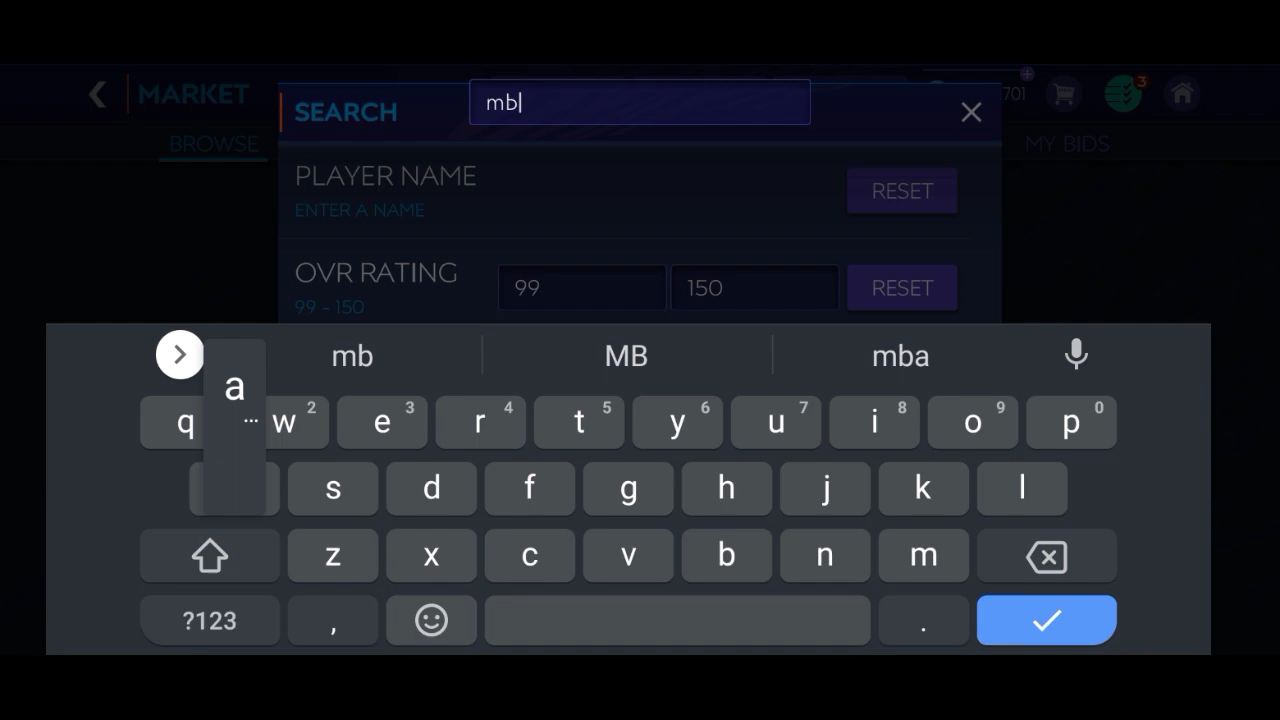 MARKET
SEARCH
mb
701
3
BROWSE
MY BIDS
PLAYER NAME
RESET
ENTER A NAME
OVR RATING
99
150
RESET
99 - 150
mb
MB
mba
a
...
q
w 2
e 3
r 4
t 5
y 6
u 7
i 8
o 9
p 0
s
d
f
g
h
j
k
l
z
x
c
v
b
n
m
?123
,
.